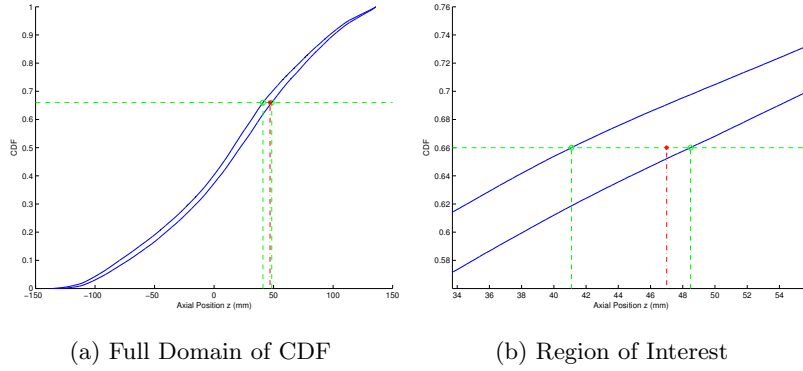 1
0.9
0.8
0.7
0.6
0.5
0.4
0.3
0.2
0.1
0
CDF
−150 −100 −50 0 50 100 150
Axial Position z (mm)
(a) Full Domain of CDF
0.76
0.74
0.72
0.7
0.68
0.66
0.64
0.62
0.6
0.58
CDF
34 36 38 40 42 44 46 48 50 52 54
Axial Position z (mm)
(b) Region of Interest